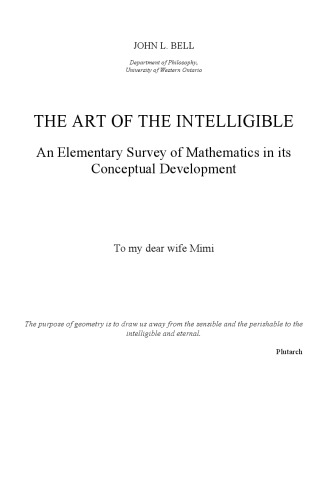 JOHN L. BELL
Department of Philosophy,
University of Western Ontario
THE ART OF THE INTELLIGIBLE
An Elementary Survey of Mathematics in its
Conceptual Development
To my dear wife Mimi
The purpose of geometry is to draw us away from the sensible and the perishable to the
intelligible and eternal.
Plutarch